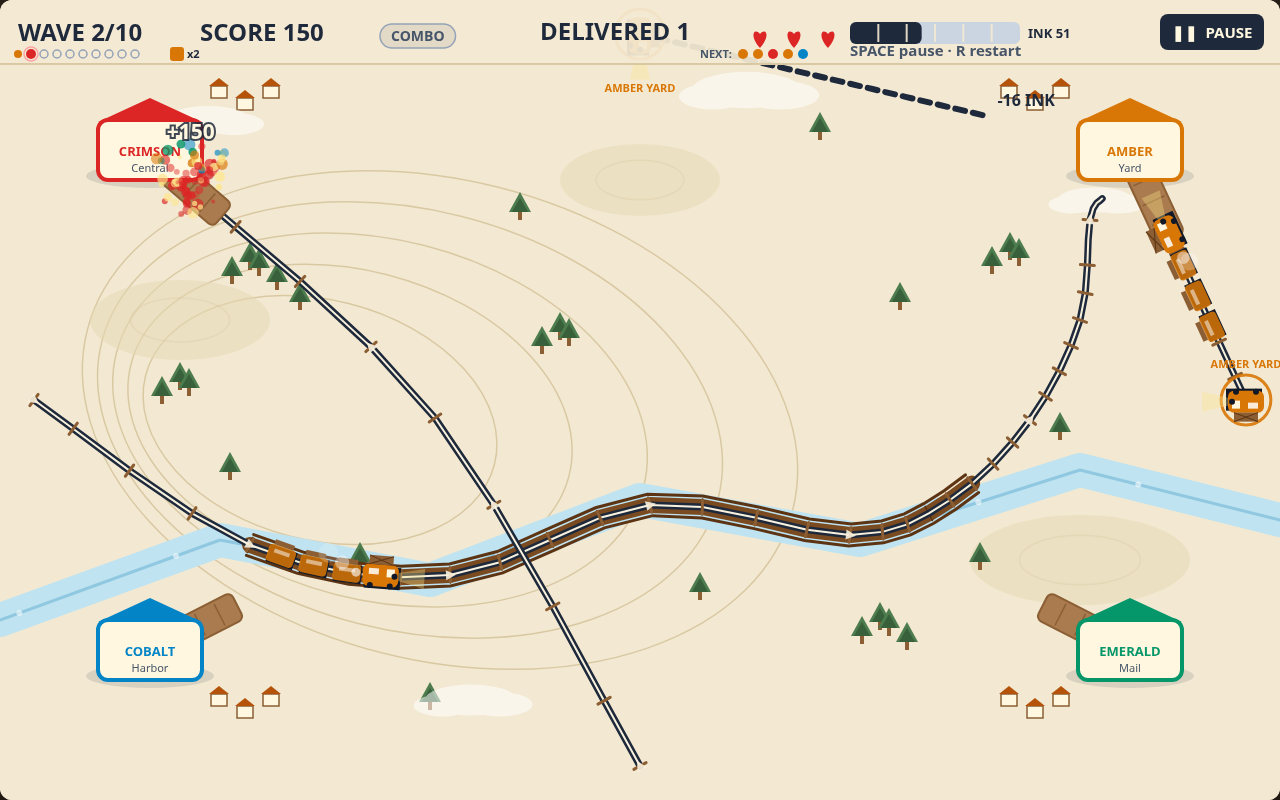 WAVE 2/10
x2
SCORE 150
COMBO
DELIVERED 1
NEXT:
INK 51
SPACE pause · R restart
PAUSE
AMBER YARD
-16 INK
+150
CRIMSON
Central
AMBER
Yard
AMBER YARD
COBALT
Harbor
EMERALD
Mail